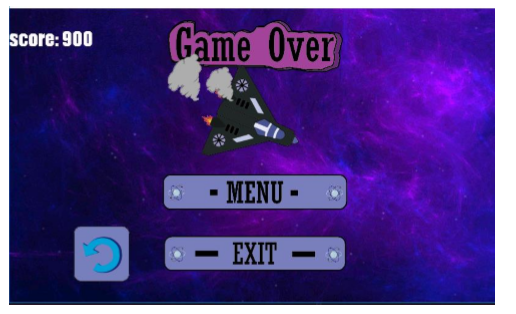 score: 900
Game Over
- MENU -
— EXIT —